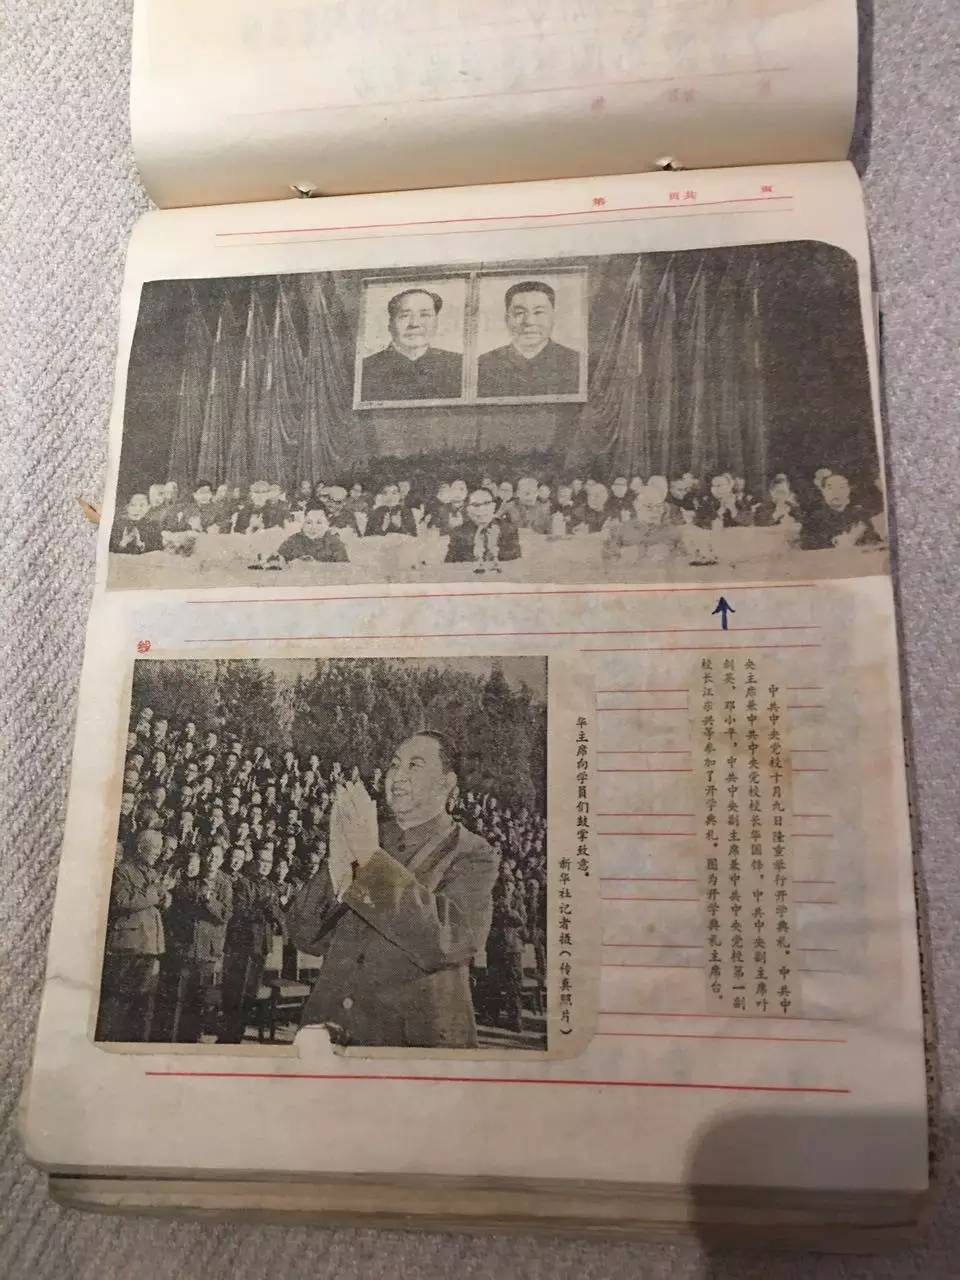 第 页共 页
中共中央党校十月九日隆重举行开学典礼。中共中
央主席兼中共中央党校校长华国锋，中共中央副主席叶
剑英、邓小平，中共中央副主席兼中共中央党校第一副
校长汪东兴等参加了开学典礼。图为开学典礼主席台。
华主席向学员们鼓掌致意。
新华社记者摄（传真照片）